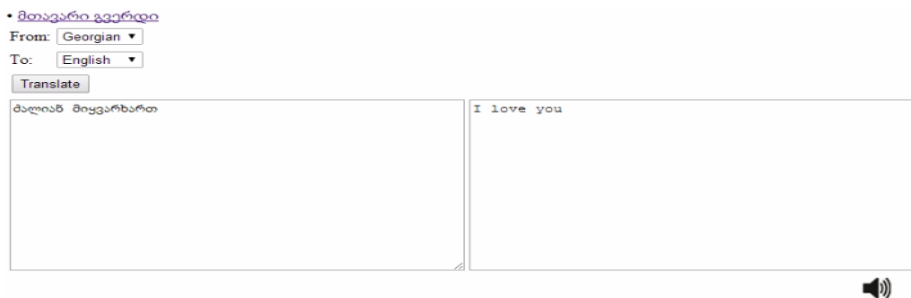 • მთავარი გვერდი
From: Georgian
To: English
Translate
ძალიან მიყვარხართ
I love you